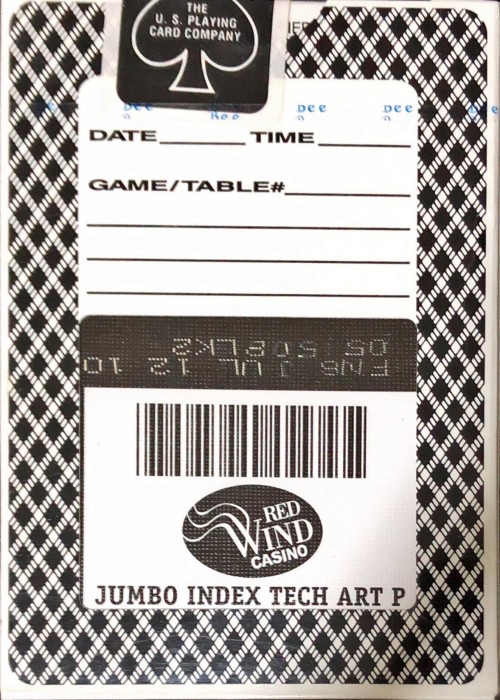 THE
U. S. PLAYING
CARD COMPANY
DATE TIME
GAME/TABLE#
RED
WIND
CASINO
JUMBO INDEX TECH ART P